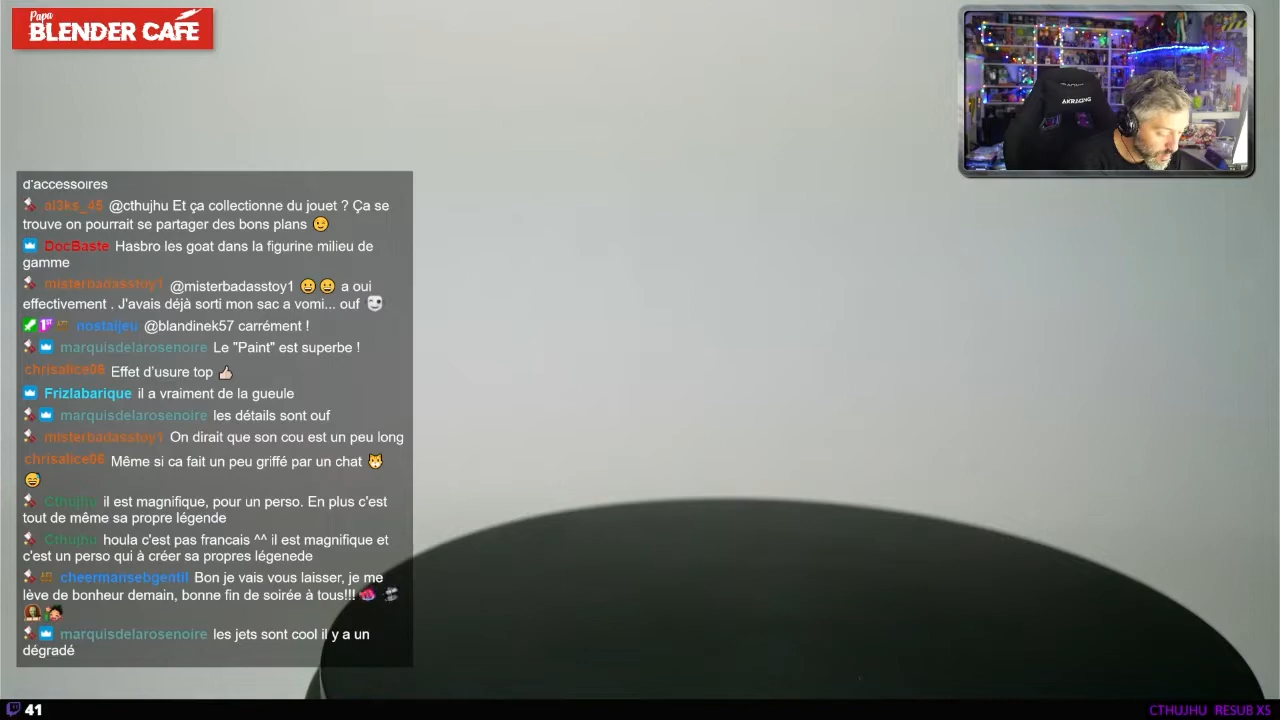 Papa
BLENDER CAFE
AKRACING
d'accessoires
al3ks_45 @cthujhu Et ça collectionne du jouet ? Ça se
trouve on pourrait se partager des bons plans 😉
DocBaste Hasbro les goat dans la figurine milieu de
gamme
misterbadasstoy1 @misterbadasstoy1 😀 😀 a oui
effectivement . J'avais déjà sorti mon sac a vomi... ouf
nostaljeu @blandinek57 carrément !
marquisdelarosenoire Le "Paint" est superbe !
chrisalice06 Effet d'usure top 👍🏻
Frizlabarique il a vraiment de la gueule
marquisdelarosenoire les détails sont ouf
misterbadasstoy1 On dirait que son cou est un peu long
chrisalice06 Même si ca fait un peu griffé par un chat 🐱
😅
Cthujhu il est magnifique, pour un perso. En plus c'est
tout de même sa propre légende
Cthujhu houla c'est pas francais ^^ il est magnifique et
c'est un perso qui à créer sa propres légenede
cheermansebgentil Bon je vais vous laisser, je me
lève de bonheur demain, bonne fin de soirée à tous!!!
marquisdelarosenoire les jets sont cool il y a un
dégradé
41
CTHUJHU RESUB X5